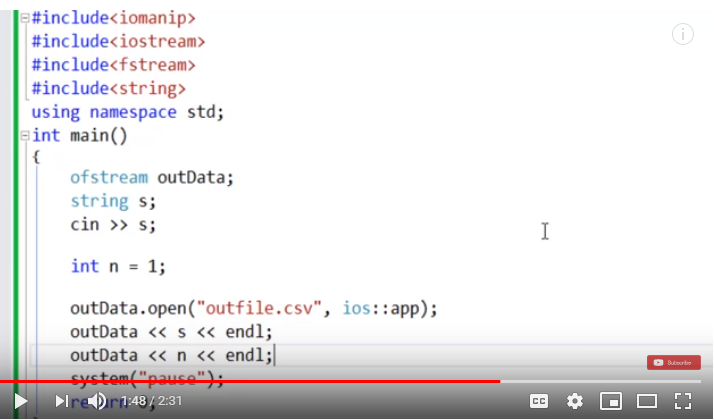 #include<iomanip>
#include<iostream>
#include<fstream>
#include<string>
using namespace std;
int main()
{
ofstream outData;
string s;
cin >> s;
int n = 1;
outData.open("outfile.csv", ios::app);
outData << s << endl;
outData << n << endl;
system("pause");
Subscribe
1:48 / 2:31
CC